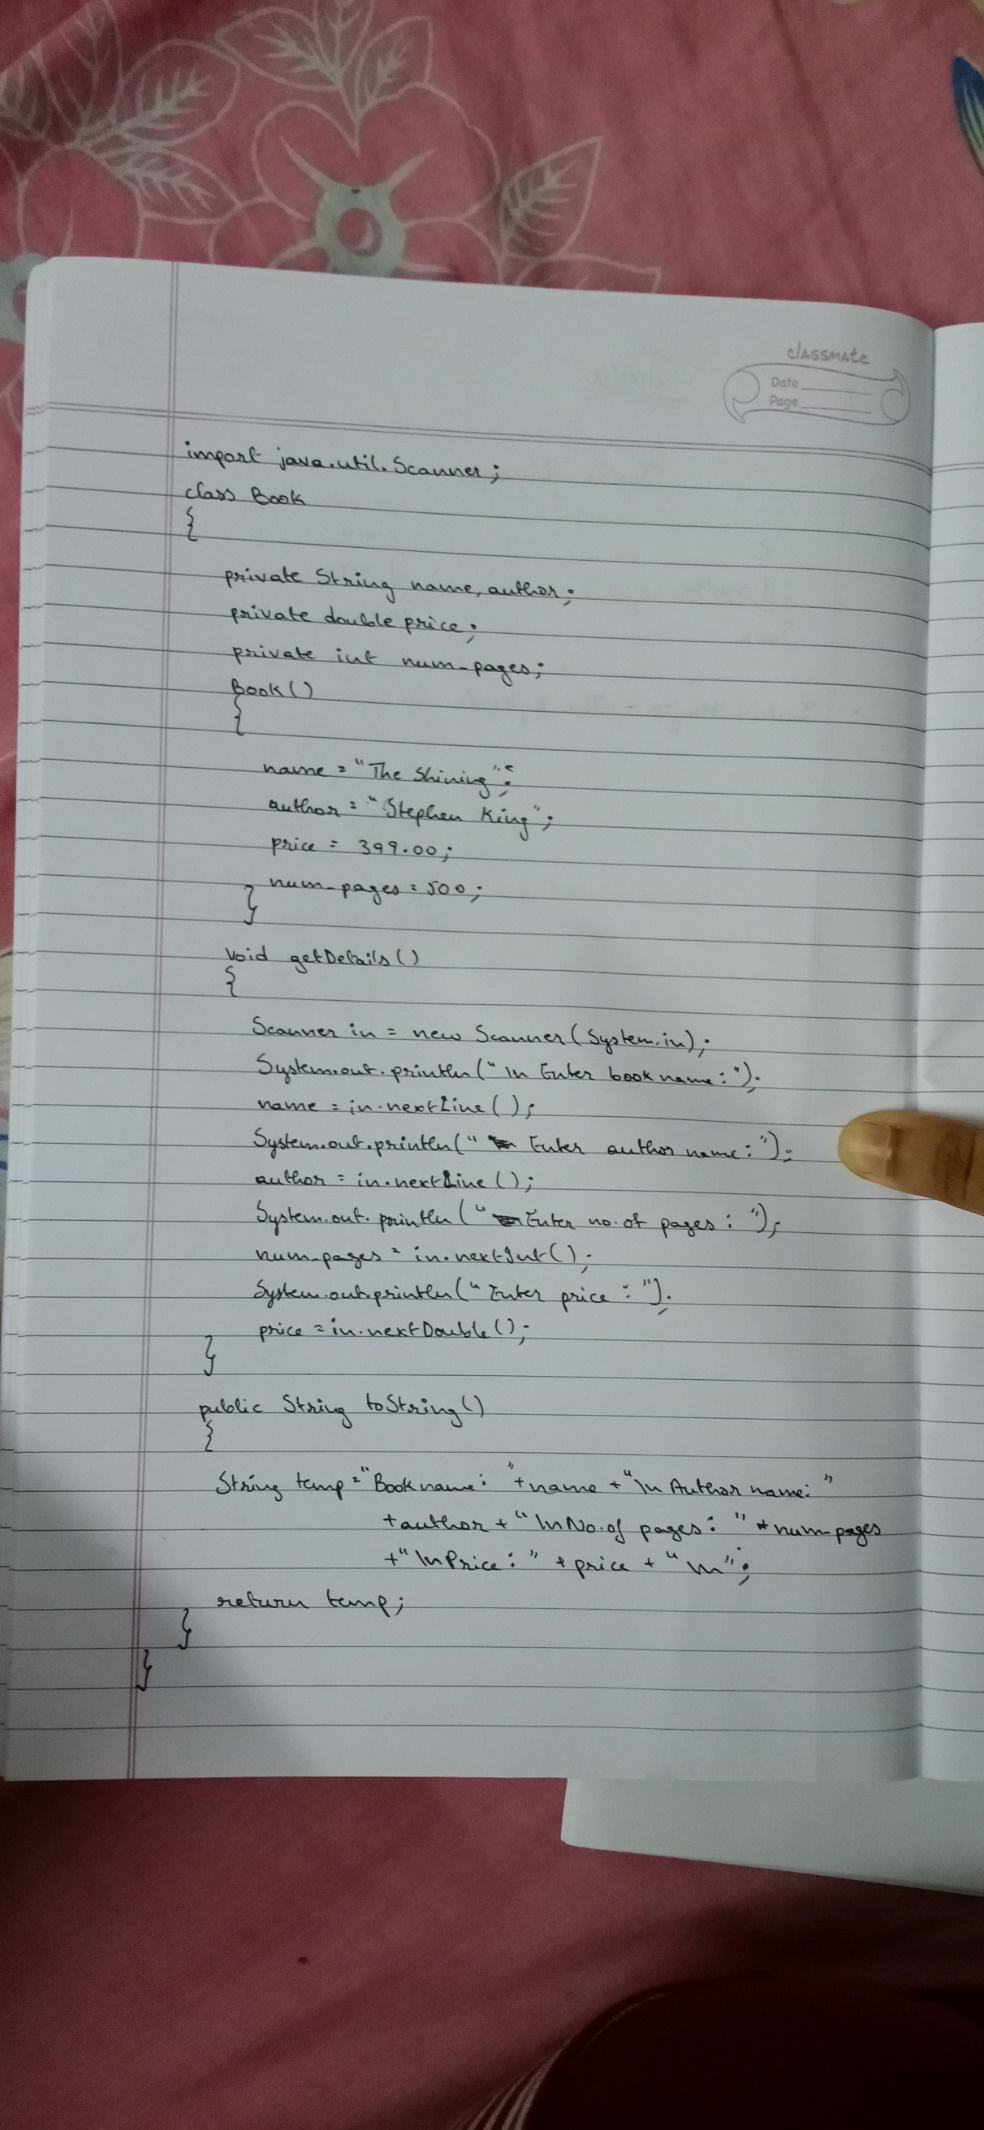 classmate
Date
Page
import java.util.Scanner;
class Book
{
private String name, author;
private double price;
private int num_pages;
Book()
{
name = "The Shining";
author = "Stephen King";
price = 399.00;
num_pages = 500;
}
void getDetails()
{
Scanner in = new Scanner(System.in);
System.out.println("\n Enter book name: ");
name = in.nextLine();
System.out.println(" Enter author name: ");
author = in.nextLine();
System.out.println(" Enter no. of pages : ");
num_pages = in.nextInt();
System.out.println(" Enter price : ");
price = in.nextDouble();
}
public String toString()
{
String temp = "Book name: "+name + "\n Author name: "
+author + "\nNo. of pages: " + num_pages
+"\nPrice : " + price + "\n";
return temp;
}
}